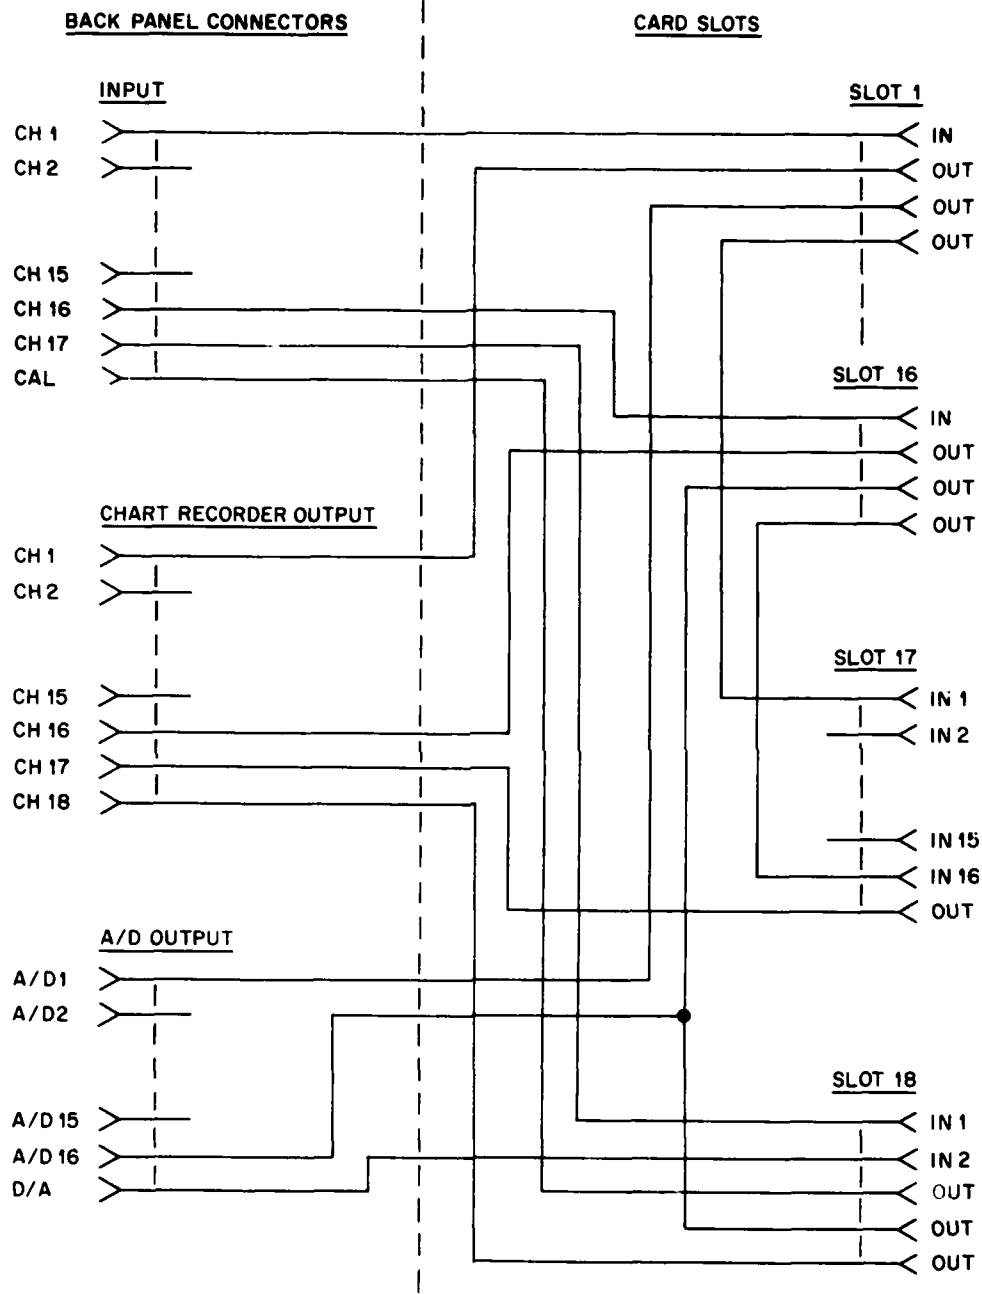 BACK PANEL CONNECTORS
CARD SLOTS
INPUT
CH 1
CH 2
CH 15
CH 16
CH 17
CAL
CHART RECORDER OUTPUT
CH 1
CH 2
CH 15
CH 16
CH 17
CH 18
A/D OUTPUT
A/D1
A/D2
A/D15
A/D16
D/A
SLOT 1
IN
OUT
OUT
OUT
SLOT 16
IN
OUT
OUT
OUT
SLOT 17
IN 1
IN 2
IN 15
IN 16
OUT
SLOT 18
IN 1
IN 2
OUT
OUT
OUT